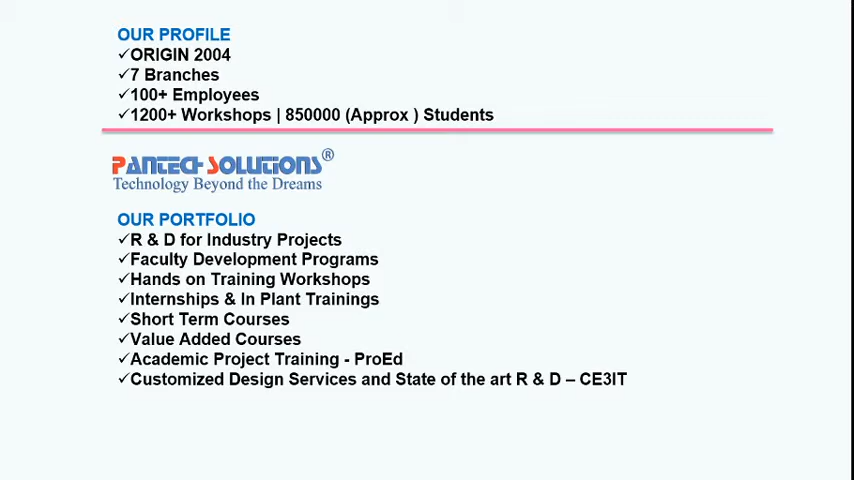 OUR PROFILE
✓ORIGIN 2004
✓7 Branches
✓100+ Employees
✓1200+ Workshops | 850000 (Approx ) Students
PANTECH SOLUTIONS®
Technology Beyond the Dreams
OUR PORTFOLIO
✓R & D for Industry Projects
✓Faculty Development Programs
✓Hands on Training Workshops
✓Internships & In Plant Trainings
✓Short Term Courses
✓Value Added Courses
✓Academic Project Training - ProEd
✓Customized Design Services and State of the art R & D – CE3IT